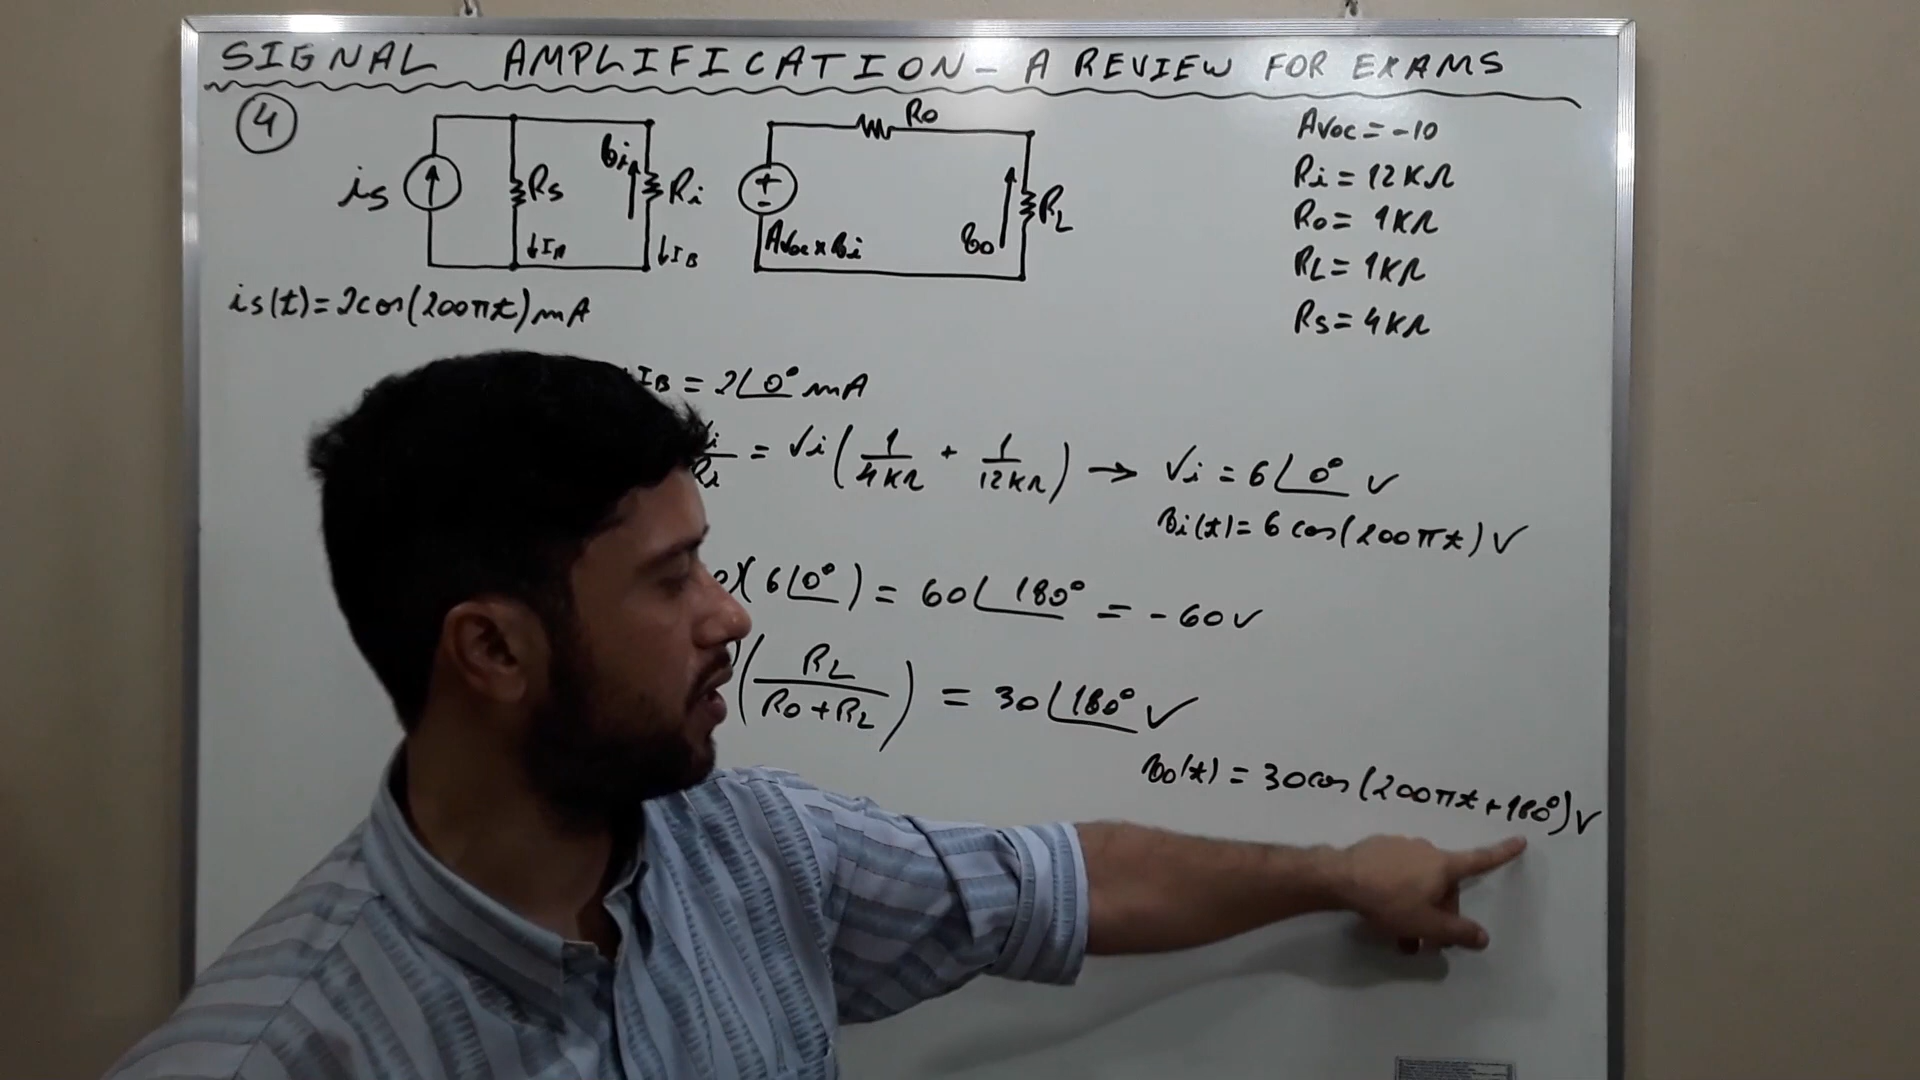 SIGNAL AMPLIFICATION - A REVIEW FOR EXAMS
4
is
Rs
↓IA
vi
Ri
↓IB
Ro
+
-
Avoc x vi
vo
RL
Avoc = -10
Ri = 12KΩ
Ro = 1KΩ
RL = 1KΩ
Rs = 4KΩ
is(t) = 2cos(200πt)mA
IB = 2∠0° mA
Ri = Vi(1/4KΩ + 1/12KΩ) → Vi = 6∠0° V
vi(t) = 6 cos(200πt) V
)(6∠0°) = 60∠180° = -60V
(RL/Ro+RL) = 30∠180° V
vo(t) = 30cos(200πt+180°)V